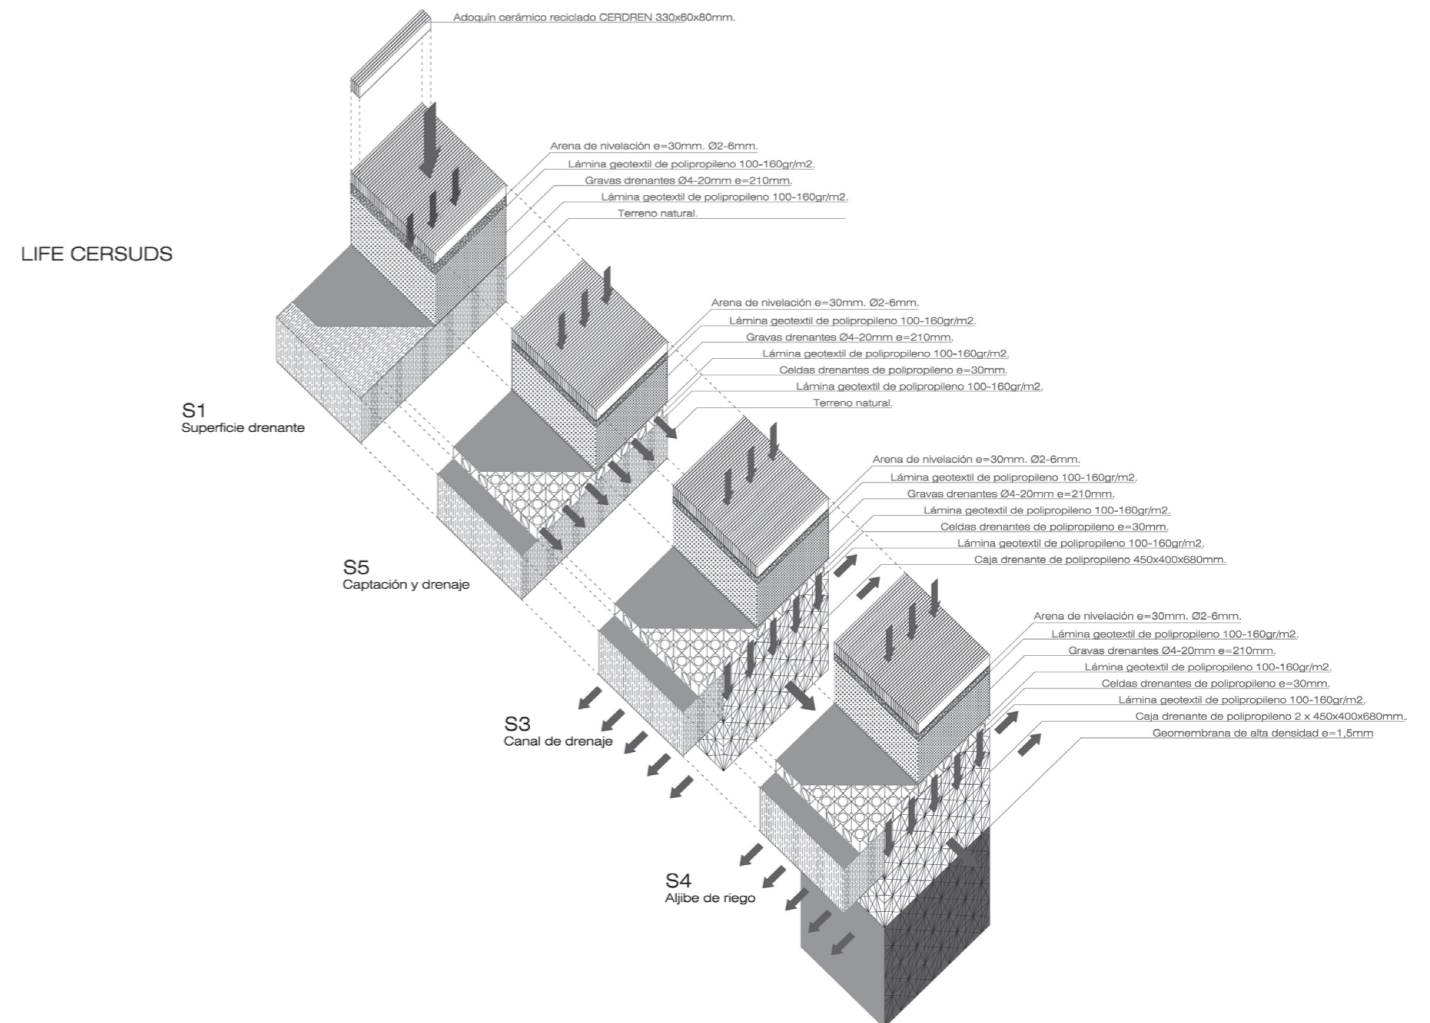 Adoquín cerámico reciclado CERDREN 330x60x80mm.
Arena de nivelación e=30mm. Ø2-6mm.
Lámina geotextil de polipropileno 100-160gr/m2.
Gravas drenantes Ø4-20mm e=210mm.
Lámina geotextil de polipropileno 100-160gr/m2.
Terreno natural.
LIFE CERSUDS
S1
Superficie drenante
Arena de nivelación e=30mm. Ø2-6mm.
Lámina geotextil de polipropileno 100-160gr/m2.
Gravas drenantes Ø4-20mm e=210mm.
Lámina geotextil de polipropileno 100-160gr/m2.
Celdas drenantes de polipropileno e=30mm.
Lámina geotextil de polipropileno 100-160gr/m2.
Terreno natural.
S5
Captación y drenaje
Arena de nivelación e=30mm. Ø2-6mm.
Lámina geotextil de polipropileno 100-160gr/m2.
Gravas drenantes Ø4-20mm e=210mm.
Lámina geotextil de polipropileno 100-160gr/m2.
Celdas drenantes de polipropileno e=30mm.
Lámina geotextil de polipropileno 100-160gr/m2.
Caja drenante de polipropileno 450x400x680mm.
S3
Canal de drenaje
Arena de nivelación e=30mm. Ø2-6mm.
Lámina geotextil de polipropileno 100-160gr/m2.
Gravas drenantes Ø4-20mm e=210mm.
Lámina geotextil de polipropileno 100-160gr/m2.
Celdas drenantes de polipropileno e=30mm.
Lámina geotextil de polipropileno 100-160gr/m2.
Caja drenante de polipropileno 2 x 450x400x680mm.
Geomembrana de alta densidad e=1,5mm
S4
Aljibe de riego